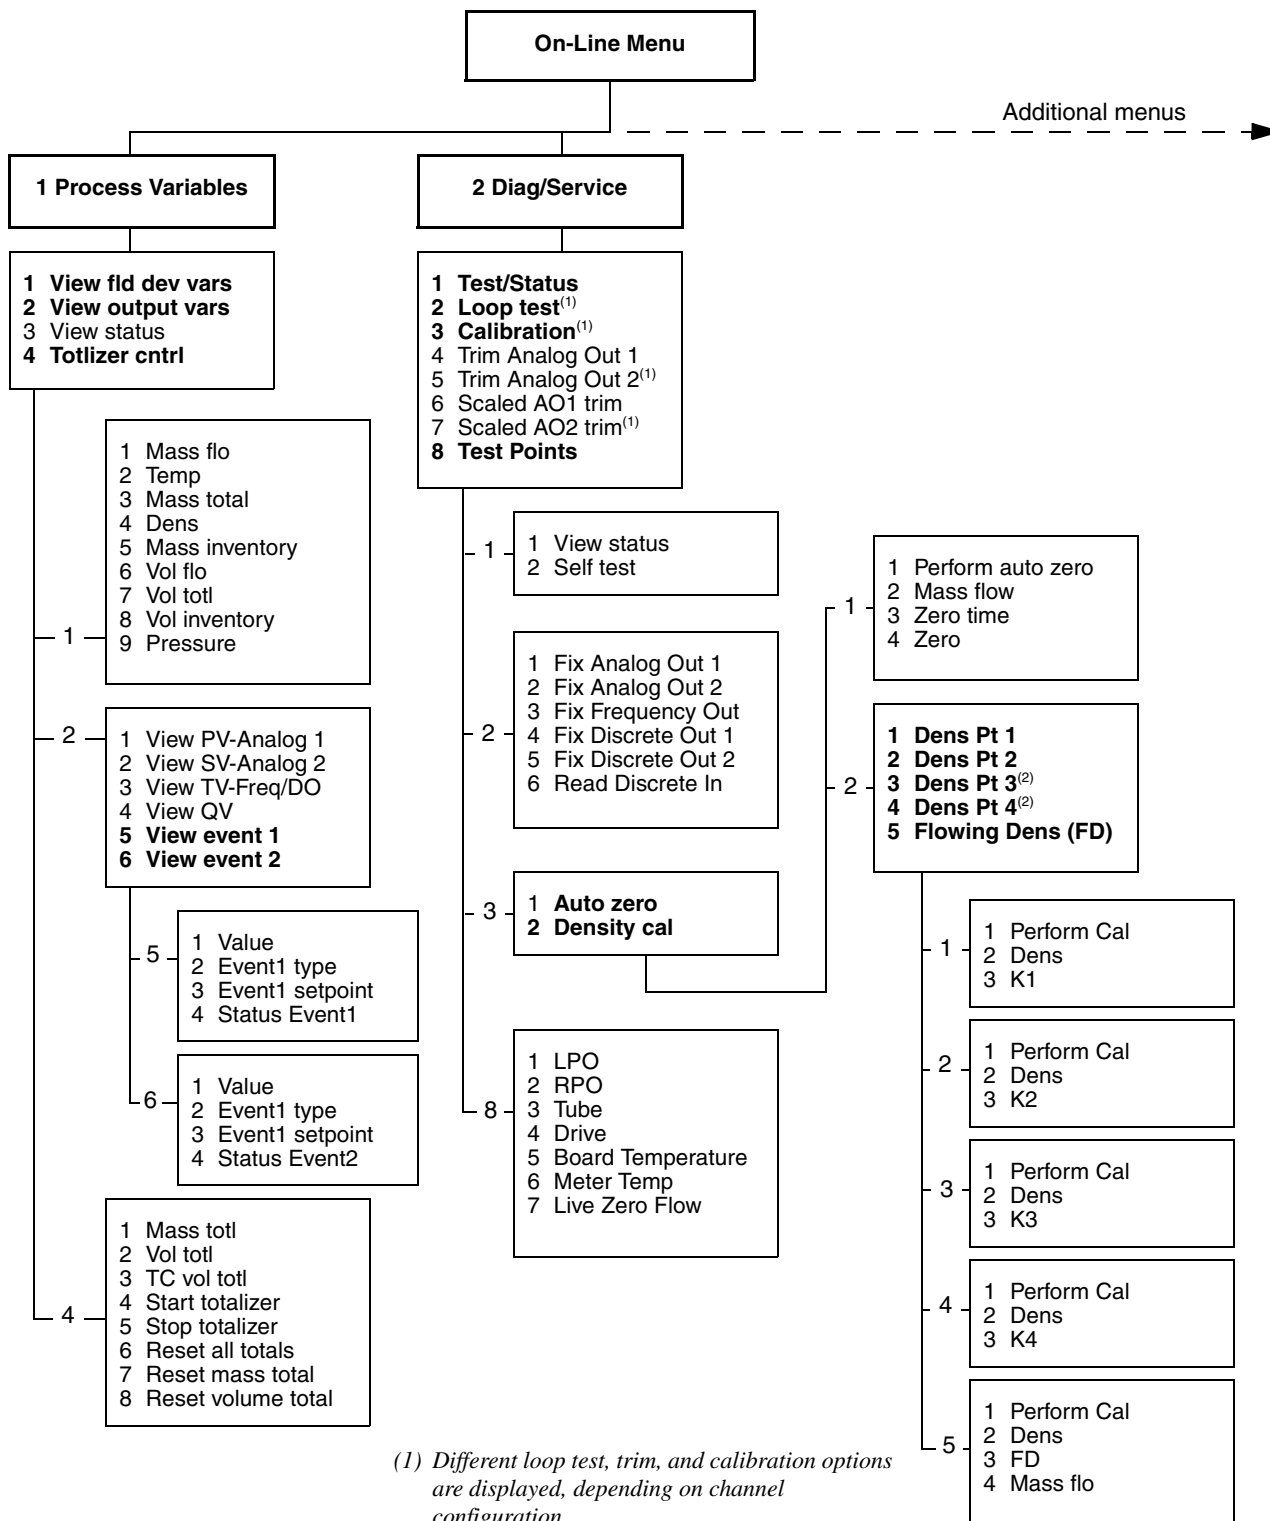 On-Line Menu
Additional menus
1 Process Variables
1 View fld dev vars
2 View output vars
3 View status
4 Totlizer cntrl
1
1 Mass flo
2 Temp
3 Mass total
4 Dens
5 Mass inventory
6 Vol flo
7 Vol totl
8 Vol inventory
9 Pressure
2
1 View PV-Analog 1
2 View SV-Analog 2
3 View TV-Freq/DO
4 View QV
5 View event 1
6 View event 2
5
1 Value
2 Event1 type
3 Event1 setpoint
4 Status Event1
6
1 Value
2 Event1 type
3 Event1 setpoint
4 Status Event2
4
1 Mass totl
2 Vol totl
3 TC vol totl
4 Start totalizer
5 Stop totalizer
6 Reset all totals
7 Reset mass total
8 Reset volume total
2 Diag/Service
1 Test/Status
2 Loop test(1)
3 Calibration(1)
4 Trim Analog Out 1
5 Trim Analog Out 2(1)
6 Scaled AO1 trim
7 Scaled AO2 trim(1)
8 Test Points
1
1 View status
2 Self test
2
1 Fix Analog Out 1
2 Fix Analog Out 2
3 Fix Frequency Out
4 Fix Discrete Out 1
5 Fix Discrete Out 2
6 Read Discrete In
3
1 Auto zero
2 Density cal
8
1 LPO
2 RPO
3 Tube
4 Drive
5 Board Temperature
6 Meter Temp
7 Live Zero Flow
1
1 Perform auto zero
2 Mass flow
3 Zero time
4 Zero
2
1 Dens Pt 1
2 Dens Pt 2
3 Dens Pt 3(2)
4 Dens Pt 4(2)
5 Flowing Dens (FD)
1
1 Perform Cal
2 Dens
3 K1
2
1 Perform Cal
2 Dens
3 K2
3
1 Perform Cal
2 Dens
3 K3
4
1 Perform Cal
2 Dens
3 K4
5
1 Perform Cal
2 Dens
3 FD
4 Mass flo
(1) Different loop test, trim, and calibration options
are displayed, depending on channel
configuration